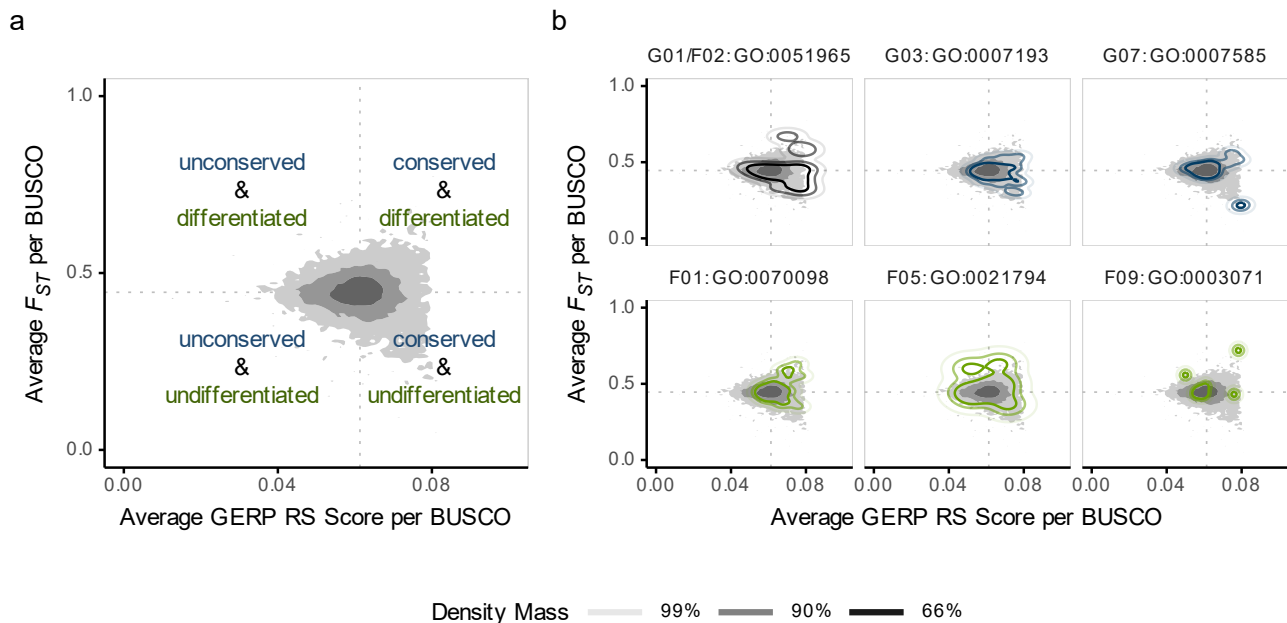 a
b
G01/F02:GO:0051965
G03:GO:0007193
G07:GO:0007585
1.0
0.5
0.0
Average F_ST per BUSCO
unconserved
&
differentiated
conserved
&
differentiated
unconserved
&
undifferentiated
conserved
&
undifferentiated
0.00
0.04
0.08
Average GERP RS Score per BUSCO
1.0
0.5
0.0
Average F_ST per BUSCO
F01:GO:0070098
F05:GO:0021794
F09:GO:0003071
1.0
0.5
0.0
0.00
0.04
0.08
0.00
0.04
0.08
0.00
0.04
0.08
Average GERP RS Score per BUSCO
Density Mass 99% 90% 66%